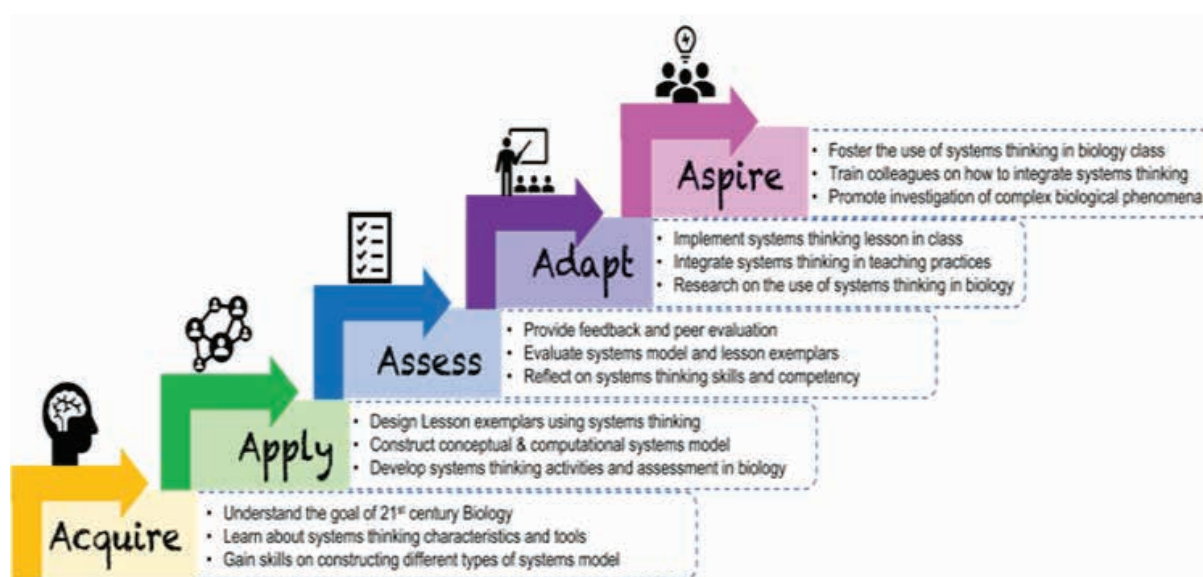 Aspire
• Foster the use of systems thinking in biology class
• Train colleagues on how to integrate systems thinking
• Promote investigation of complex biological phenomena
Adapt
• Implement systems thinking lesson in class
• Integrate systems thinking in teaching practices
• Research on the use of systems thinking in biology
Assess
• Provide feedback and peer evaluation
• Evaluate systems model and lesson exemplars
• Reflect on systems thinking skills and competency
Apply
• Design Lesson exemplars using systems thinking
• Construct conceptual & computational systems model
• Develop systems thinking activities and assessment in biology
Acquire
• Understand the goal of 21st century Biology
• Learn about systems thinking characteristics and tools
• Gain skills on constructing different types of systems model